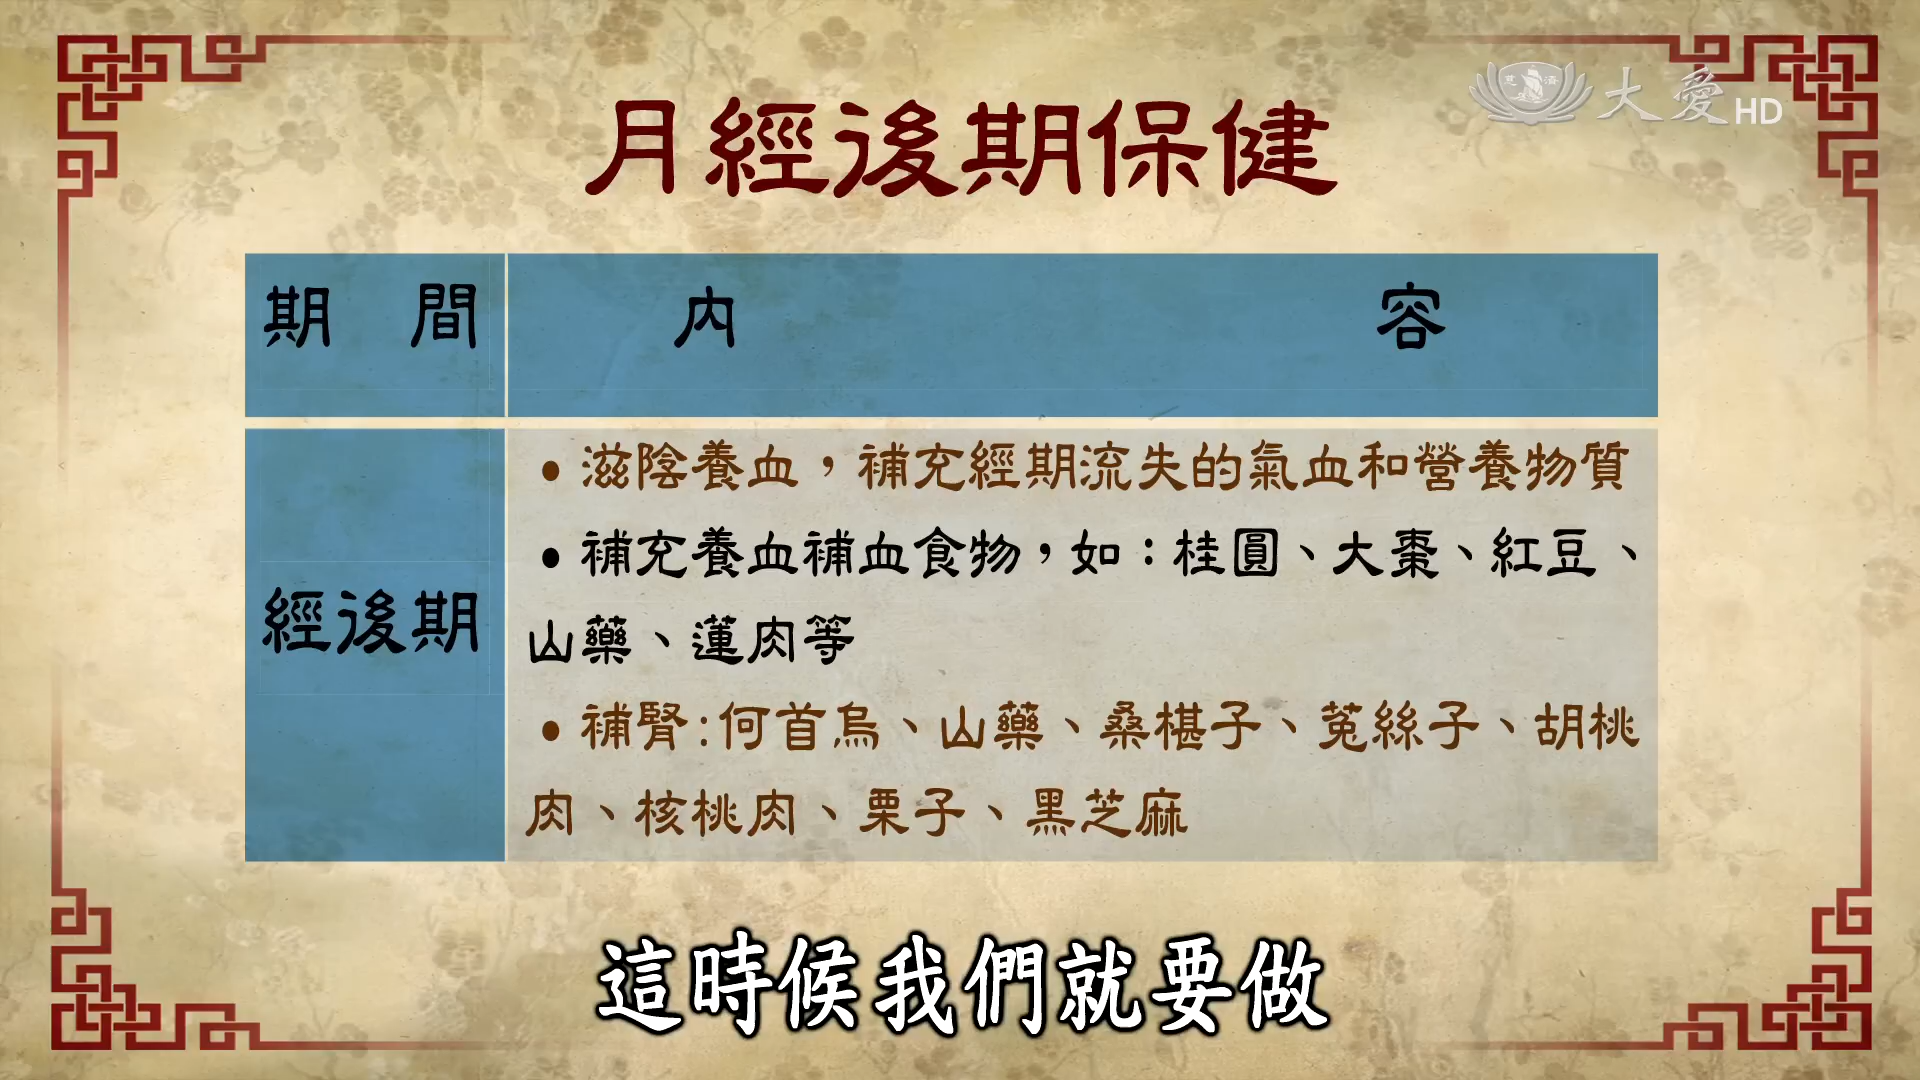 大愛HD
月經後期保健
期間 內容
經後期
•滋陰養血，補充經期流失的氣血和營養物質
•補充養血補血食物，如：桂圓、大棗、紅豆、
山藥、蓮肉等
•補腎:何首烏、山藥、桑椹子、菟絲子、胡桃
肉、核桃肉、栗子、黑芝麻
這時候我們就要做